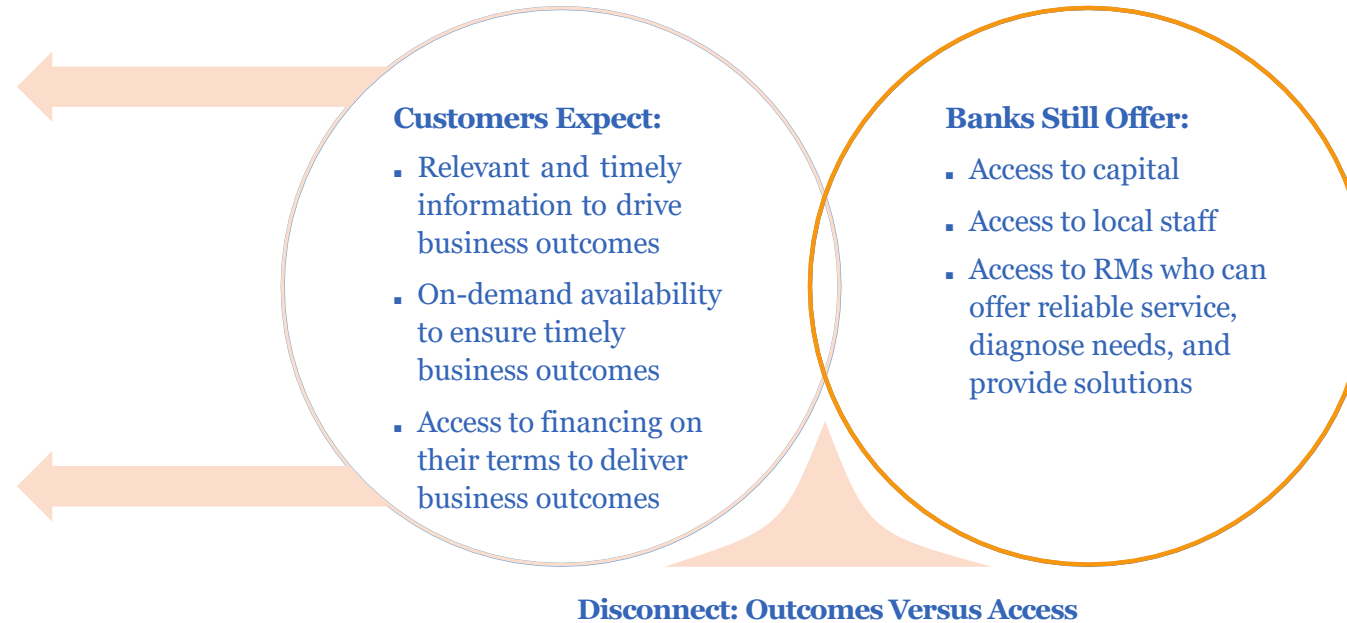 Customers Expect:
▪ Relevant and timely
information to drive
business outcomes
▪ On-demand availability
to ensure timely
business outcomes
▪ Access to financing on
their terms to deliver
business outcomes
Banks Still Offer:
▪ Access to capital
▪ Access to local staff
▪ Access to RMs who can
offer reliable service,
diagnose needs, and
provide solutions
Disconnect: Outcomes Versus Access